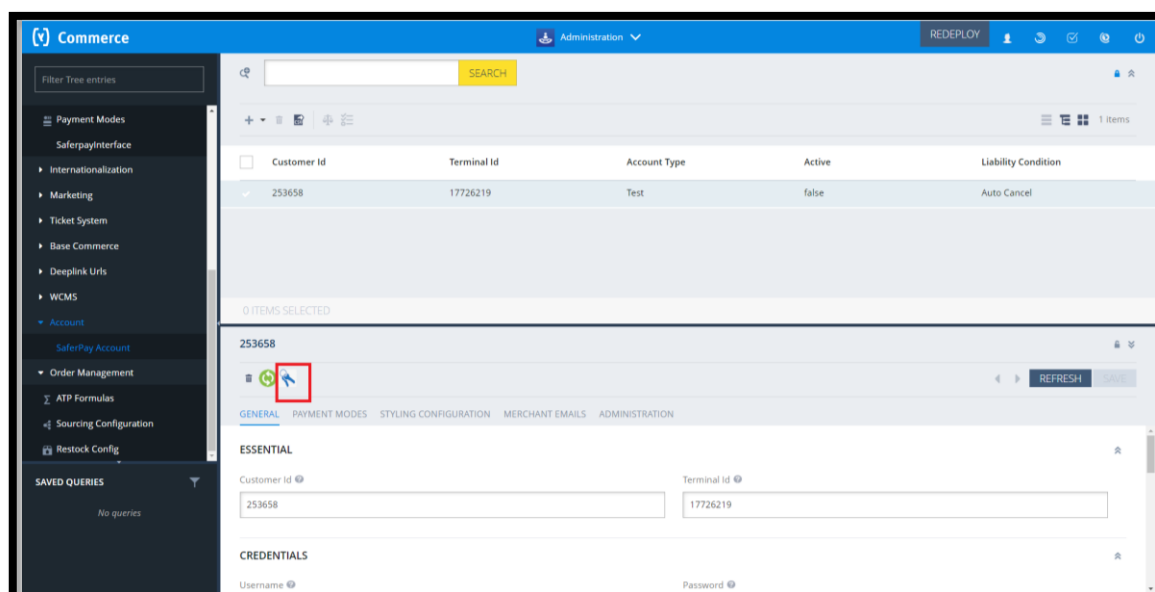 (Y) Commerce
Administration
REDEPLOY
Filter Tree entries
Payment Modes
SaferpayInterface
Internationalization
Marketing
Ticket System
Base Commerce
Deeplink Urls
WCMS
Account
SaferPay Account
Order Management
ATP Formulas
Sourcing Configuration
Restock Config
SAVED QUERIES
No queries
SEARCH
1 items
Customer Id Terminal Id Account Type Active Liability Condition
253658 17726219 Test false Auto Cancel
0 ITEMS SELECTED
253658
REFRESH SAVE
GENERAL PAYMENT MODES STYLING CONFIGURATION MERCHANT EMAILS ADMINISTRATION
ESSENTIAL
Customer Id Terminal Id
253658 17726219
CREDENTIALS
Username Password